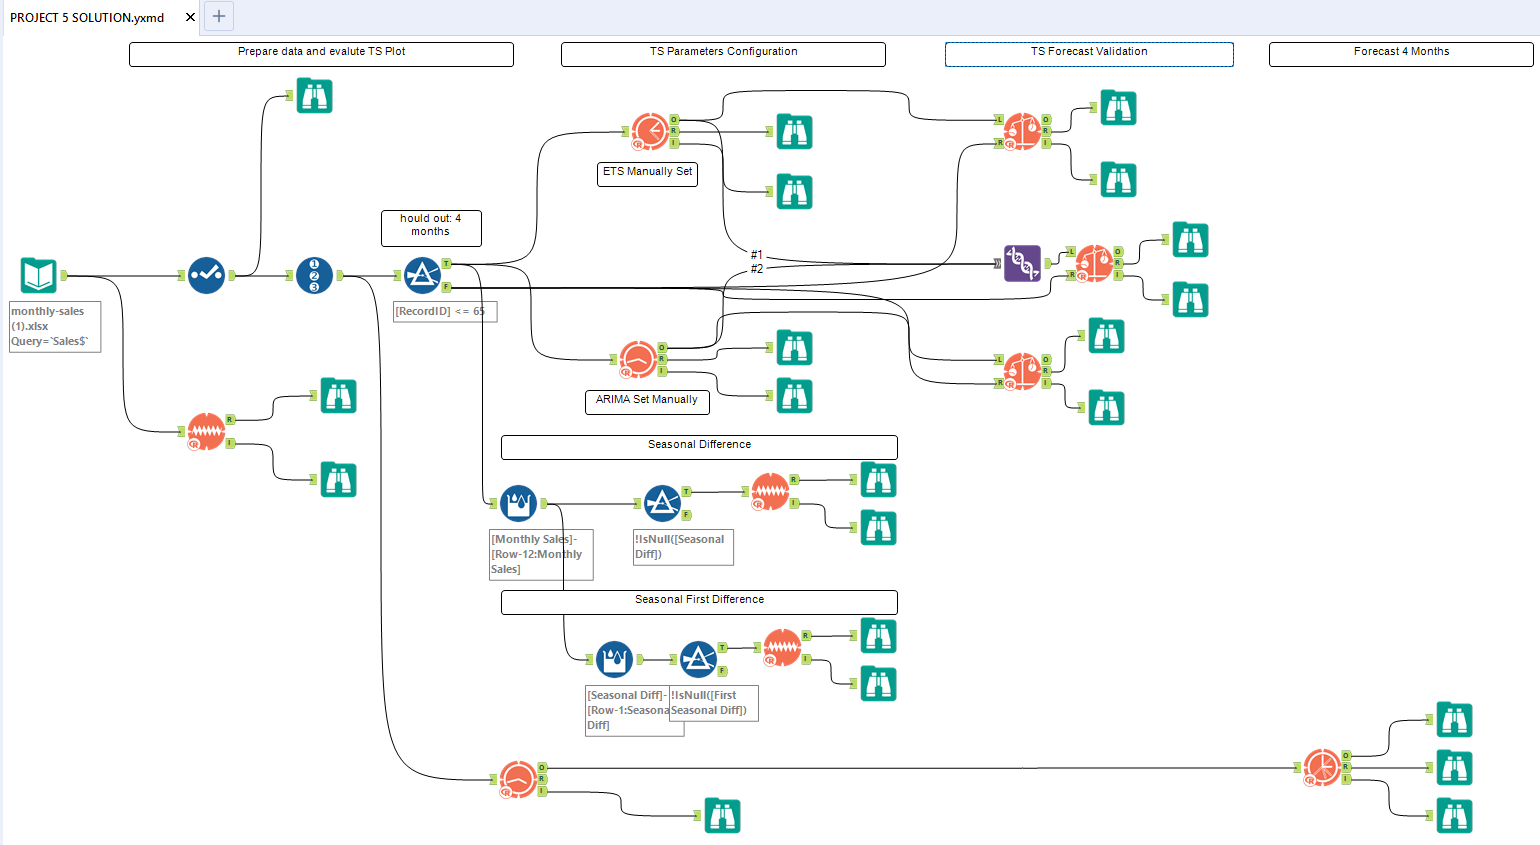 PROJECT 5 SOLUTION.yxmd
Prepare data and evalute TS Plot
TS Parameters Configuration
TS Forecast Validation
Forecast 4 Months
O
R
I
ETS Manually Set
L
R
O
R
I
hould out: 4
months
T
F
[RecordID] <= 65
1
2
3
monthly-sales
(1).xlsx
Query=`Sales$`
#1
#2
L
R
O
R
I
O
R
I
ARIMA Set Manually
L
R
O
R
I
R
I
Seasonal Difference
T
F
R
I
[Monthly Sales]-
[Row-12:Monthly
Sales]
!IsNull([Seasonal
Diff])
Seasonal First Difference
T
F
R
I
[Seasonal Diff]-
[Row-1:Seasona
Diff]
!IsNull([First
Seasonal Diff])
O
R
I
O
R
I